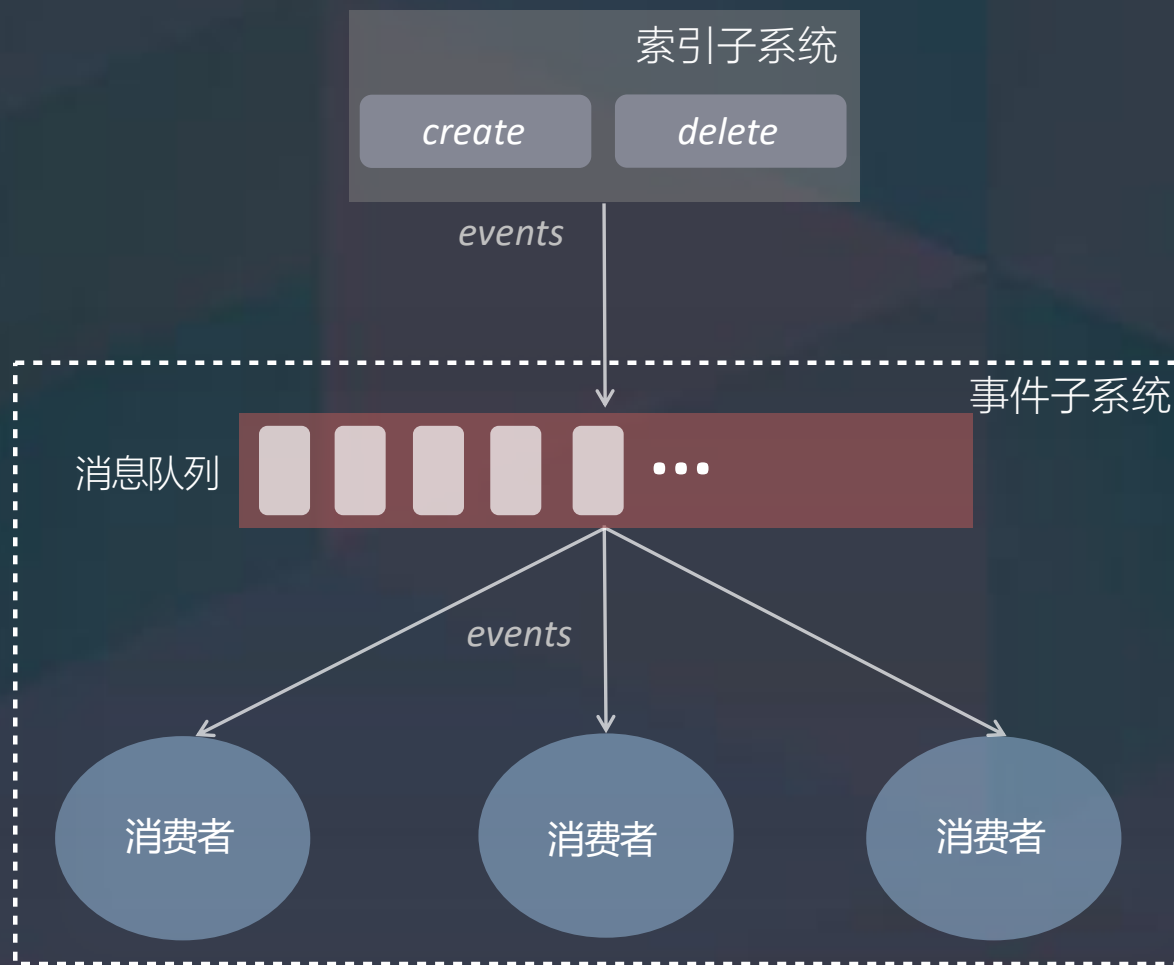 索引子系统
create
delete
events
事件子系统
消息队列
...
events
消费者
消费者
消费者